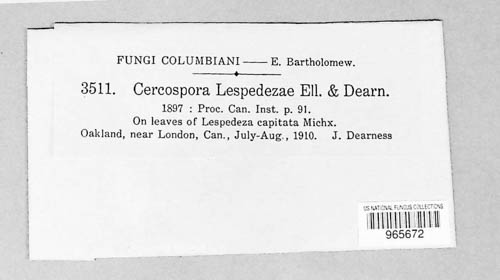 FUNGI COLUMBIANI — E. Bartholomew.
3511. Cercospora Lespedezae Ell. & Dearn.
1897 : Proc. Can. Inst. p. 91.
On leaves of Lespedeza capitata Michx.
Oakland, near London, Can., July-Aug., 1910. J. Dearness
US NATIONAL FUNGUS COLLECTIONS
965672